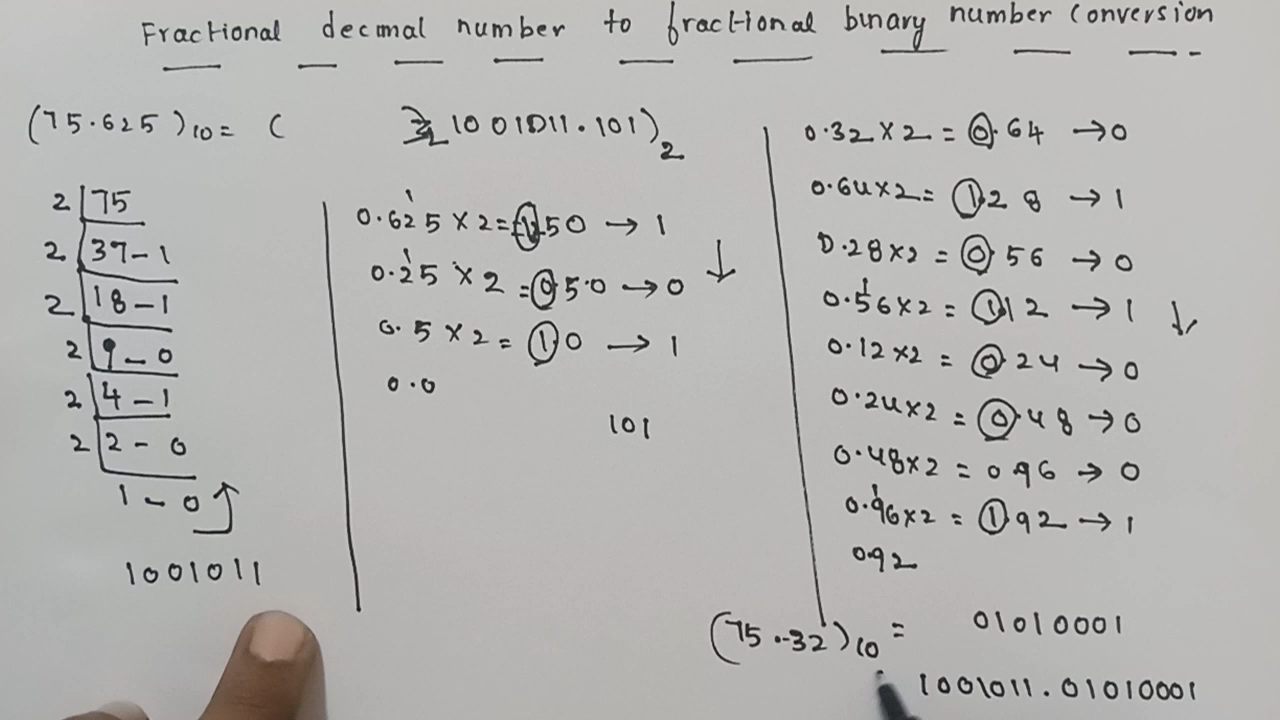 Fractional decimal number to fractional binary number conversion
(75.625)10 = ( 1001011.101)2
2 75
2 37-1
2 18-1
2 9-0
2 4-1
2 2-0
1-0
1001011
0.625 × 2 = 1.50 → 1
0.25 × 2 = 0.50 → 0
0.5 × 2 = 1.0 → 1
0.0
101
0.32 × 2 = 0.64 → 0
0.64 × 2 = 1.28 → 1
0.28 × 2 = 0.56 → 0
0.56 × 2 = 1.12 → 1
0.12 × 2 = 0.24 → 0
0.24 × 2 = 0.48 → 0
0.48 × 2 = 0.96 → 0
0.96 × 2 = 1.92 → 1
0.92
(75.32)10 = 01010001
1001011.01010001